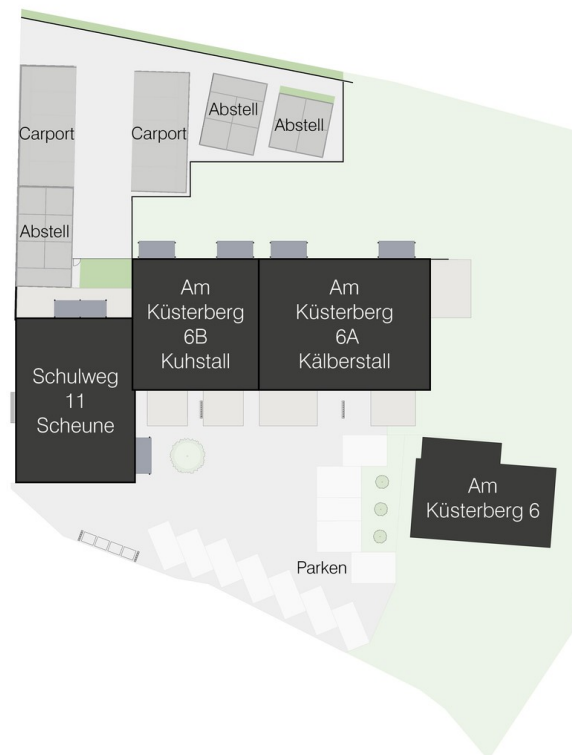 Abstell
Abstell
Carport
Carport
Abstell
Am
Küsterberg
6B
Kuhstall
Am
Küsterberg
6A
Kälberstall
Schulweg
11
Scheune
Am
Küsterberg 6
Parken